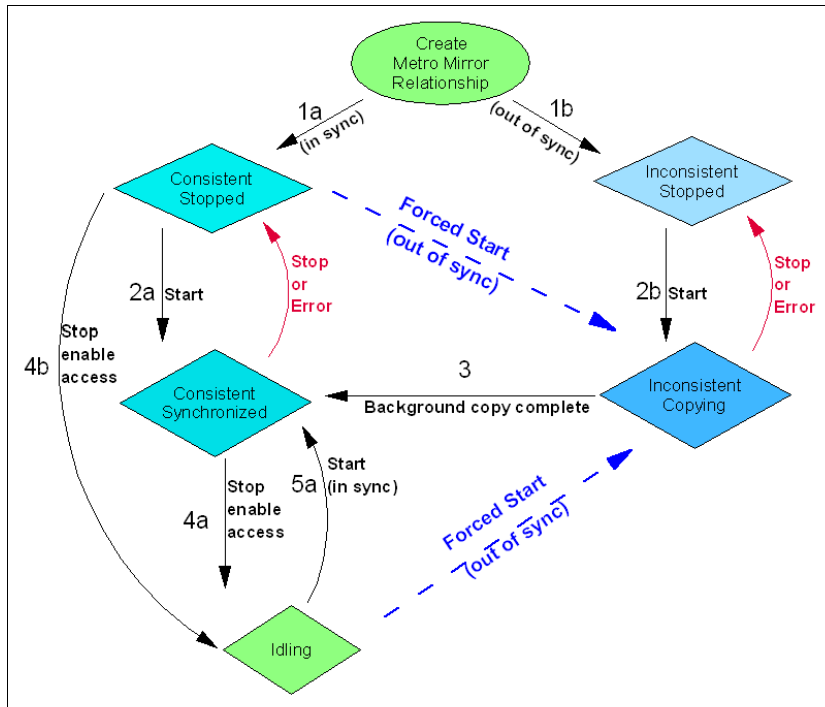 Create
Metro Mirror
Relationship
1a
(in sync)
1b
(out of sync)
Consistent
Stopped
Inconsistent
Stopped
Forced Start
(out of sync)
2a Start
Stop
or
Error
2b Start
Stop
or
Error
4b
Stop
enable
access
Consistent
Synchronized
3
Background copy complete
Inconsistent
Copying
4a
Stop
enable
access
5a
Start
(in sync)
Forced Start
(out of sync)
Idling